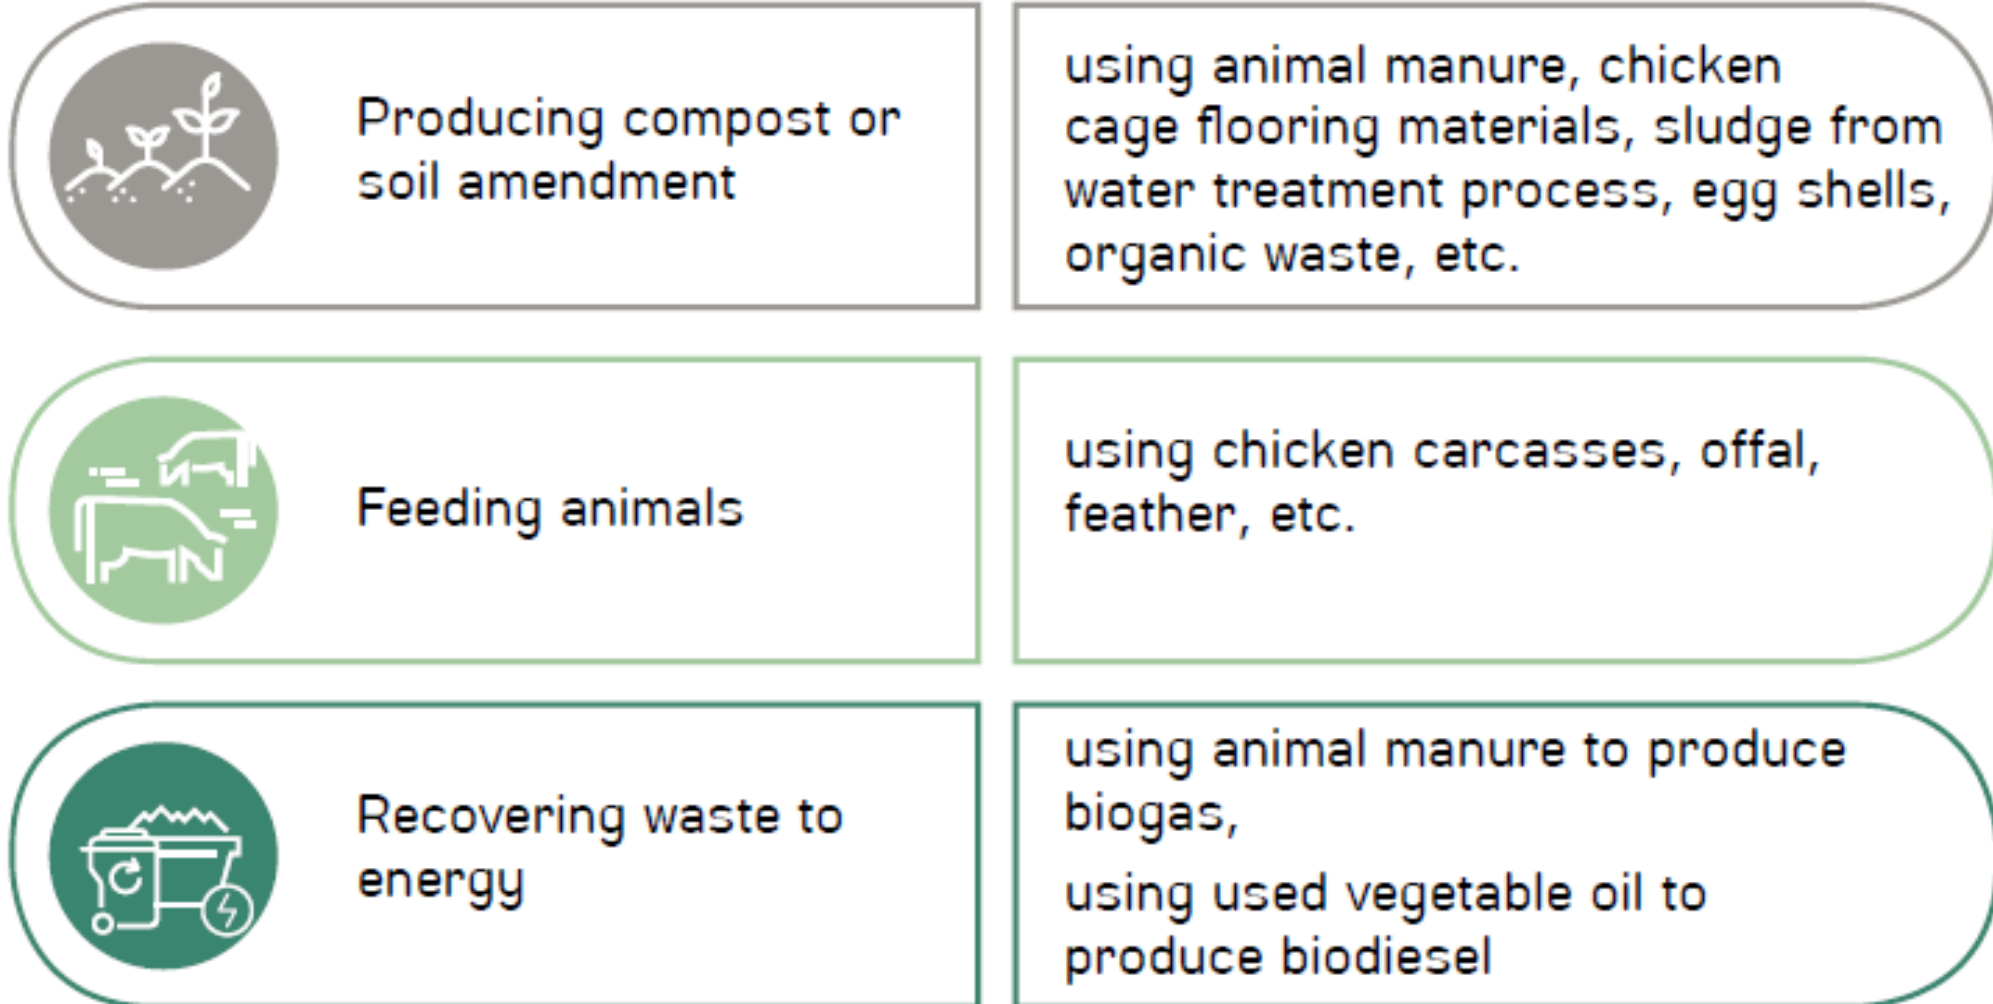 Producing compost or
soil amendment
using animal manure, chicken
cage flooring materials, sludge from
water treatment process, egg shells,
organic waste, etc.
Feeding animals
using chicken carcasses, offal,
feather, etc.
Recovering waste to
energy
using animal manure to produce
biogas,
using used vegetable oil to
produce biodiesel